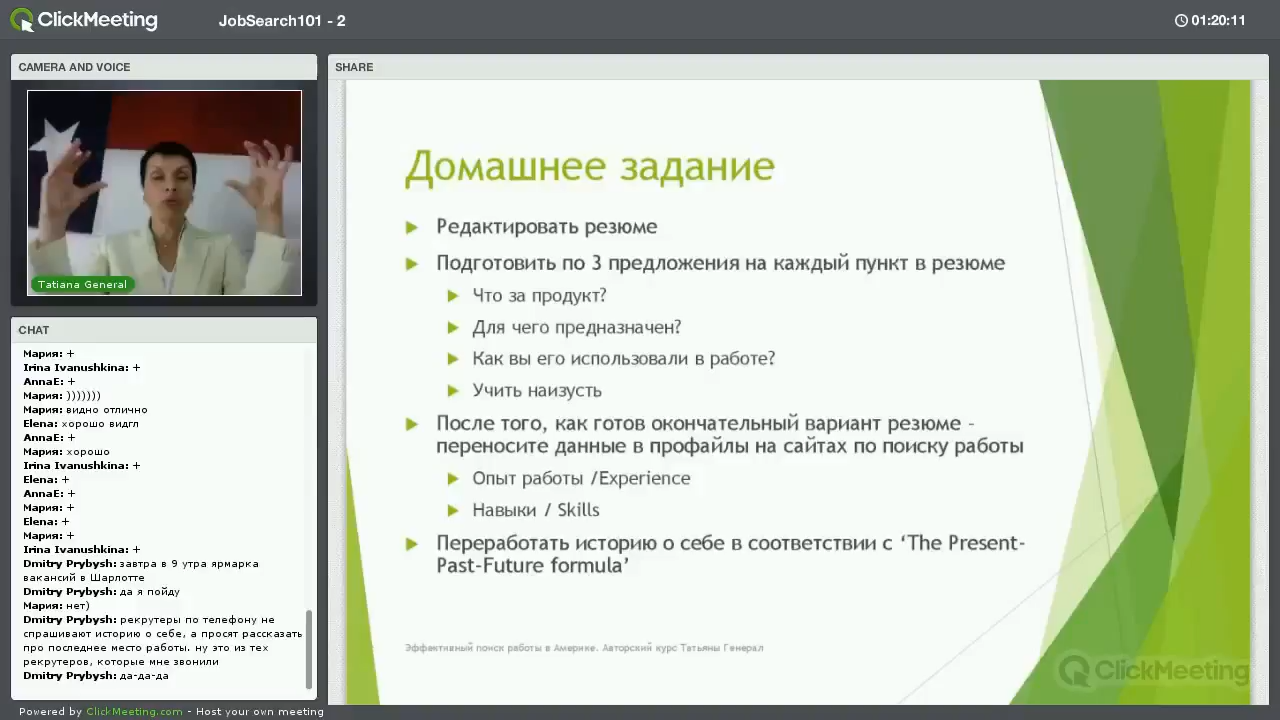 ClickMeeting
JobSearch101 - 2
01:20:11
CAMERA AND VOICE
Tatiana General
CHAT
Мария: +
Irina Ivanushkina: +
AnnaE: +
Мария: )))))))
Мария: видно отлично
Elena: хорошо видгл
AnnaE: +
Мария: хорошо
Irina Ivanushkina: +
Elena: +
AnnaE: +
Мария: +
Elena: +
Мария: +
Irina Ivanushkina: +
Dmitry Prybysh: завтра в 9 утра ярмарка
вакансий в Шарлотте
Dmitry Prybysh: да я пойду
Мария: нет)
Dmitry Prybysh: рекрутеры по телефону не
спрашивают историю о себе, а просят рассказать
про последнее место работы. ну это из тех
рекрутеров, которые мне звонили
Dmitry Prybysh: да-да-да
SHARE
Домашнее задание
Редактировать резюме
Подготовить по 3 предложения на каждый пункт в резюме
Что за продукт?
Для чего предназначен?
Как вы его использовали в работе?
Учить наизусть
После того, как готов окончательный вариант резюме -
переносите данные в профайлы на сайтах по поиску работы
Опыт работы /Experience
Навыки / Skills
Переработать историю о себе в соответствии с ‘The Present-
Past-Future formula’
Эффективный поиск работы в Америке. Авторский курс Татьяны Генерал
ClickMeeting
Powered by ClickMeeting.com - Host your own meeting